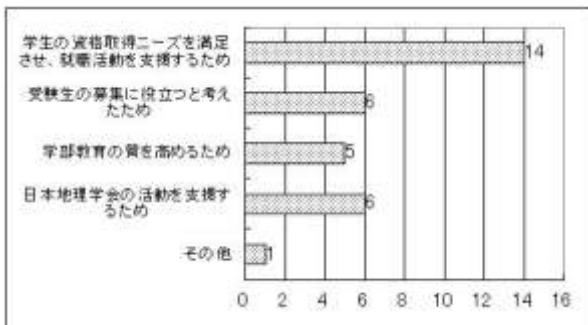 学生の資格取得ニーズを満足
させ、就職活動を支援するため
14
受験生の募集に役立つと考え
たため
6
学部教育の質を高めるため
5
日本地理学会の活動を支援す
るため
6
その他
1
0 2 4 6 8 10 12 14 16